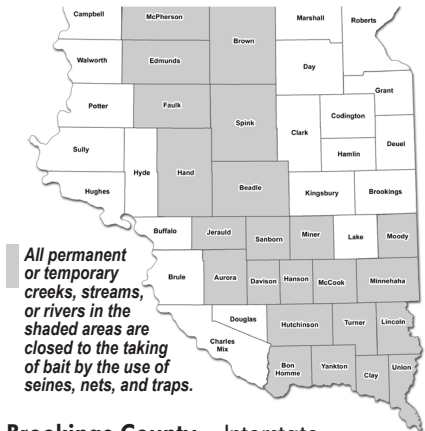 Campbell
McPherson
Brown
Marshall
Roberts
Walworth
Edmunds
Day
Grant
Potter
Faulk
Spink
Clark
Codington
Deuel
Hamlin
Sully
Hyde
Hand
Beadle
Kingsbury
Brookings
Hughes
Buffalo
Jerauld
Sanborn
Miner
Lake
Moody
Brule
Aurora
Davison
Hanson
McCook
Minnehaha
Douglas
Charles
Mix
Hutchinson
Turner
Lincoln
Bon
Homme
Yankton
Clay
Union
All permanent
or temporary
creeks, streams,
or rivers in the
shaded areas are
closed to the taking
of bait by the use of
seines, nets, and traps.